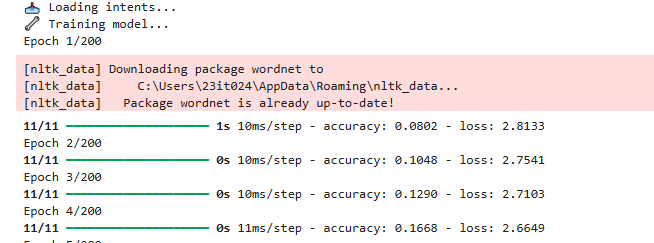 📥 Loading intents...
🔧 Training model...
Epoch 1/200
[nltk_data] Downloading package wordnet to
[nltk_data]     C:\Users\23it024\AppData\Roaming\nltk_data...
[nltk_data]   Package wordnet is already up-to-date!
11/11 ━━━━━━━━━━━━━━━━━━━━ 1s 10ms/step - accuracy: 0.0802 - loss: 2.8133
Epoch 2/200
11/11 ━━━━━━━━━━━━━━━━━━━━ 0s 10ms/step - accuracy: 0.1048 - loss: 2.7541
Epoch 3/200
11/11 ━━━━━━━━━━━━━━━━━━━━ 0s 10ms/step - accuracy: 0.1290 - loss: 2.7103
Epoch 4/200
11/11 ━━━━━━━━━━━━━━━━━━━━ 0s 11ms/step - accuracy: 0.1668 - loss: 2.6649